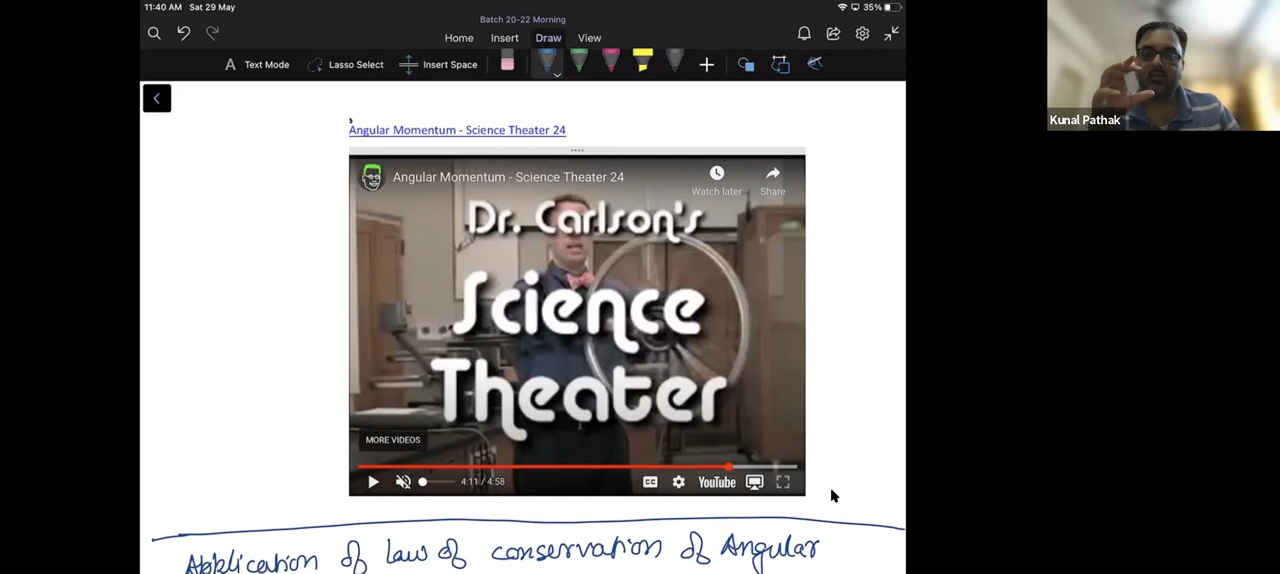 11:40 AM Sat 29 May
35%
Batch 20-22 Morning
Home Insert Draw View
Text Mode Lasso Select Insert Space
Angular Momentum - Science Theater 24
Angular Momentum - Science Theater 24
Watch later Share
Dr. Carlson's
Science
Theater
MORE VIDEOS
4:11 / 4:58
CC YouTube
Application of law of conservation of Angular
Kunal Pathak